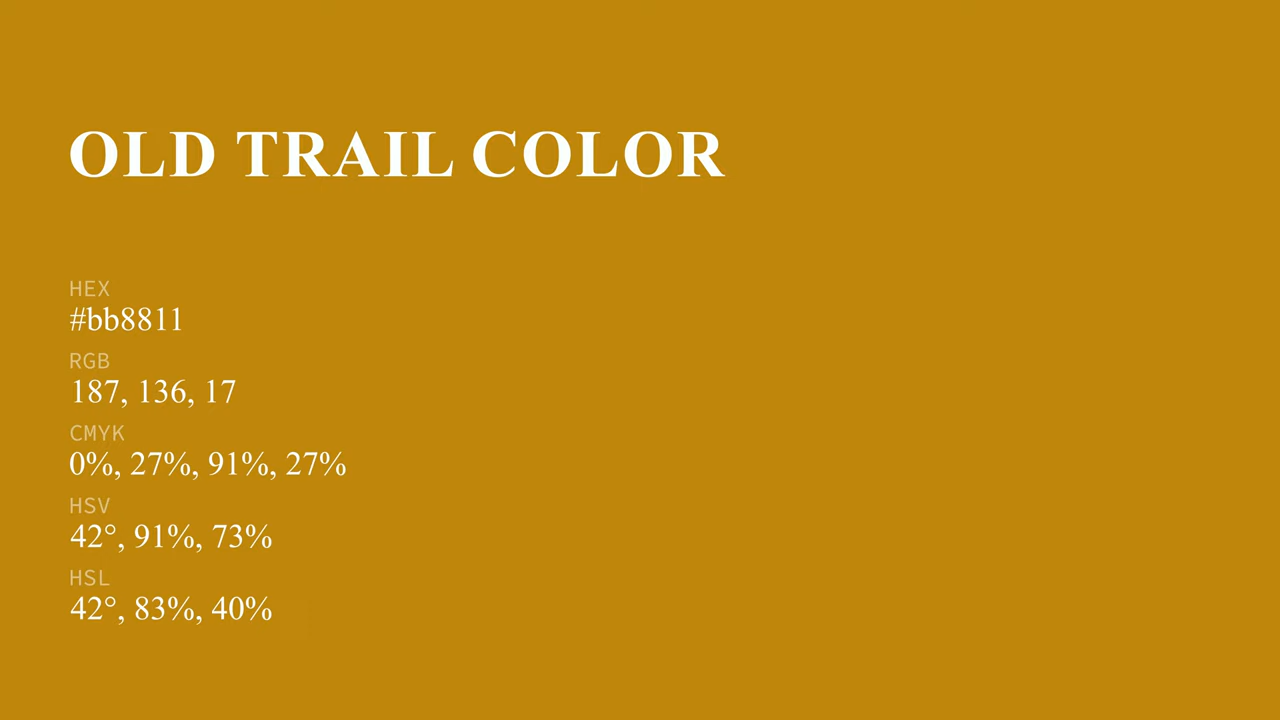 OLD TRAIL COLOR
HEX
#bb8811
RGB
187, 136, 17
CMYK
0%, 27%, 91%, 27%
HSV
42°, 91%, 73%
HSL
42°, 83%, 40%